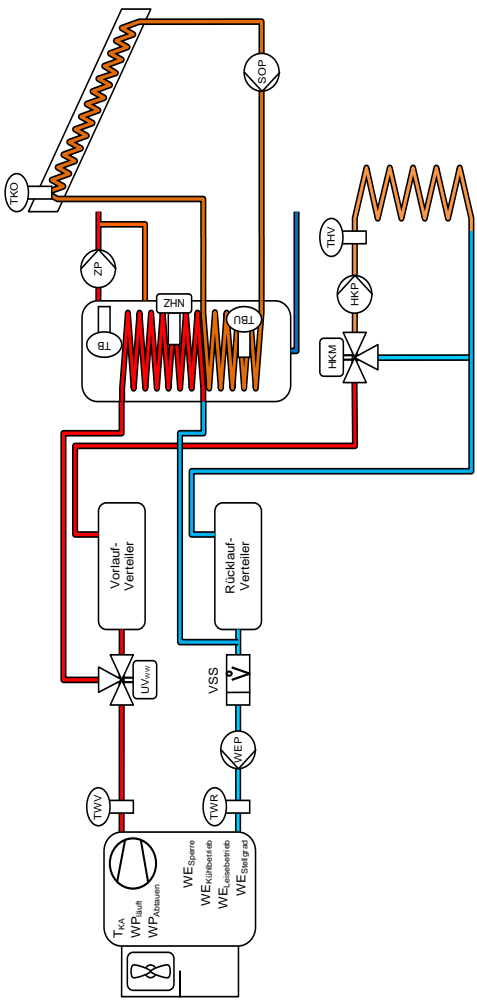 TKO
SOP
ZP
NHZ
TB
TBU
THV
HKP
HKM
Vorlauf-
Verteiler
Rücklauf-
Verteiler
UVWW
VSS
V̊
WEP
TWV
TWR
TKA
WPläuft
WPAbtauen
WESperre
WEKühlbetrieb
WELeisebetrieb
WEStellgrad